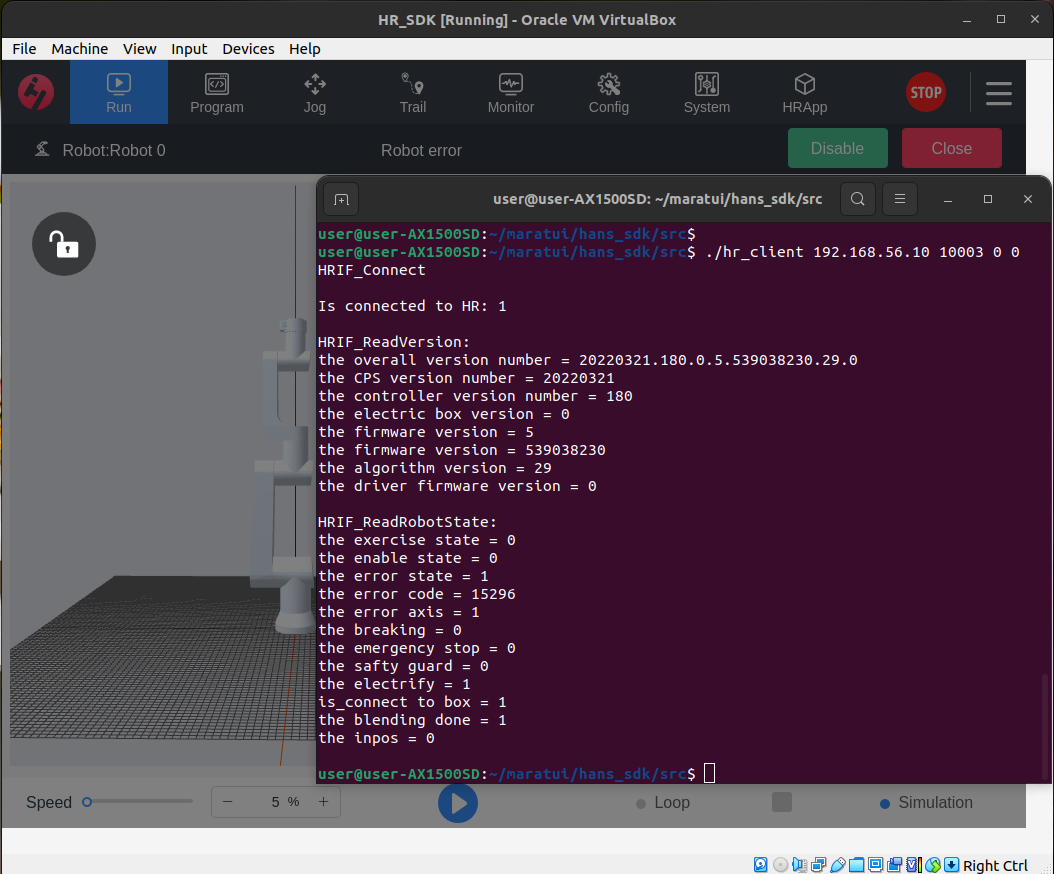 HR_SDK [Running] - Oracle VM VirtualBox
File Machine View Input Devices Help
Run Program Jog Trail Monitor Config System HRApp STOP
Robot:Robot 0 Robot error Disable Close
user@user-AX1500SD: ~/maratui/hans_sdk/src
user@user-AX1500SD:~/maratui/hans_sdk/src$
user@user-AX1500SD:~/maratui/hans_sdk/src$ ./hr_client 192.168.56.10 10003 0 0
HRIF_Connect
Is connected to HR: 1
HRIF_ReadVersion:
the overall version number = 20220321.180.0.5.539038230.29.0
the CPS version number = 20220321
the controller version number = 180
the electric box version = 0
the firmware version = 5
the firmware version = 539038230
the algorithm version = 29
the driver firmware version = 0
HRIF_ReadRobotState:
the exercise state = 0
the enable state = 0
the error state = 1
the error code = 15296
the error axis = 1
the breaking = 0
the emergency stop = 0
the safty guard = 0
the electrify = 1
is_connect to box = 1
the blending done = 1
the inpos = 0
user@user-AX1500SD:~/maratui/hans_sdk/src$
Speed − 5 % + Loop Simulation
Right Ctrl